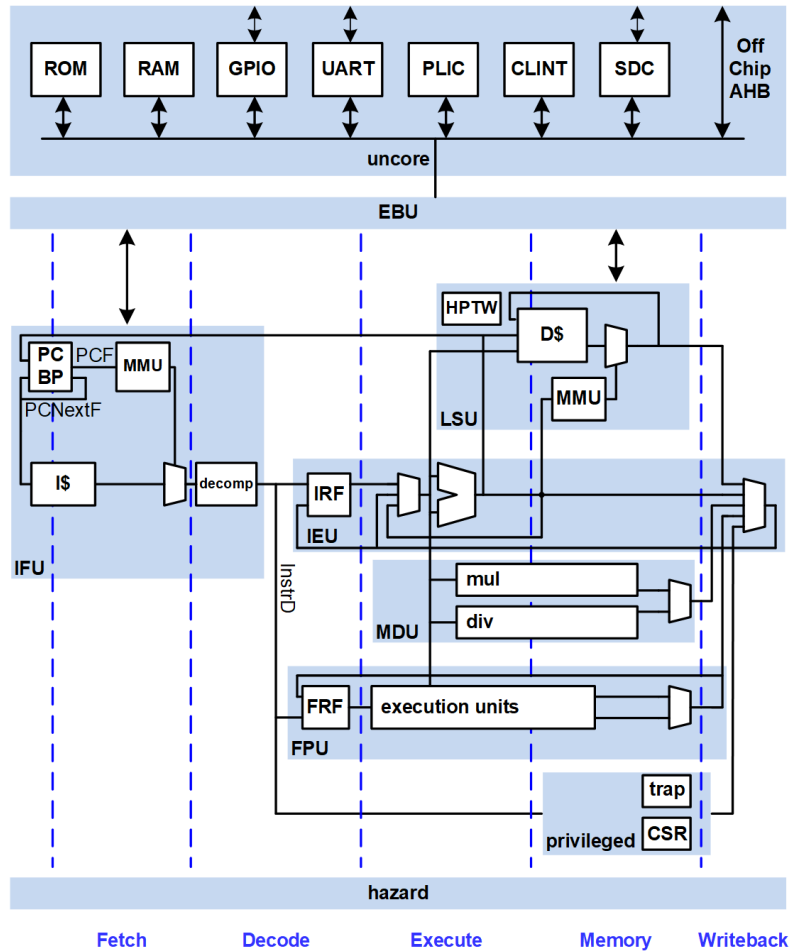 ROM
RAM
GPIO
UART
PLIC
CLINT
SDC
Off
Chip
AHB
uncore
EBU
HPTW
D$
PC
BP
PCF
MMU
PCNextF
MMU
LSU
I$
decomp
IRF
IEU
IFU
InstrD
mul
MDU
div
FRF
execution units
FPU
trap
privileged
CSR
hazard
Fetch
Decode
Execute
Memory
Writeback